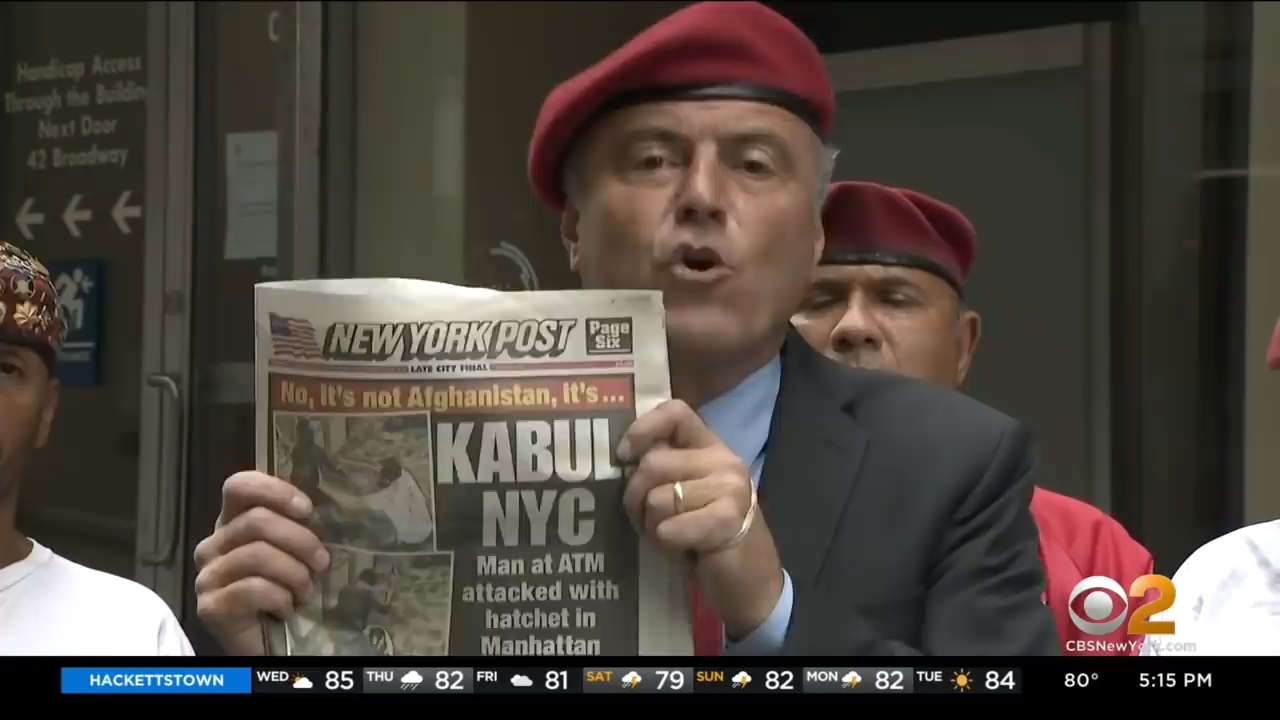 Handicap Access
Through the Building
Next Door
42 Broadway
NEW YORK POST
Page
Six
LATE CITY FINAL
No, it's not Afghanistan, it's...
KABUL
NYC
Man at ATM
attacked with
hatchet in
Manhattan
2
CBSNewYork.com
HACKETTSTOWN
WED 85 THU 82 FRI 81 SAT 79 SUN 82 MON 82 TUE 84 80° 5:15 PM